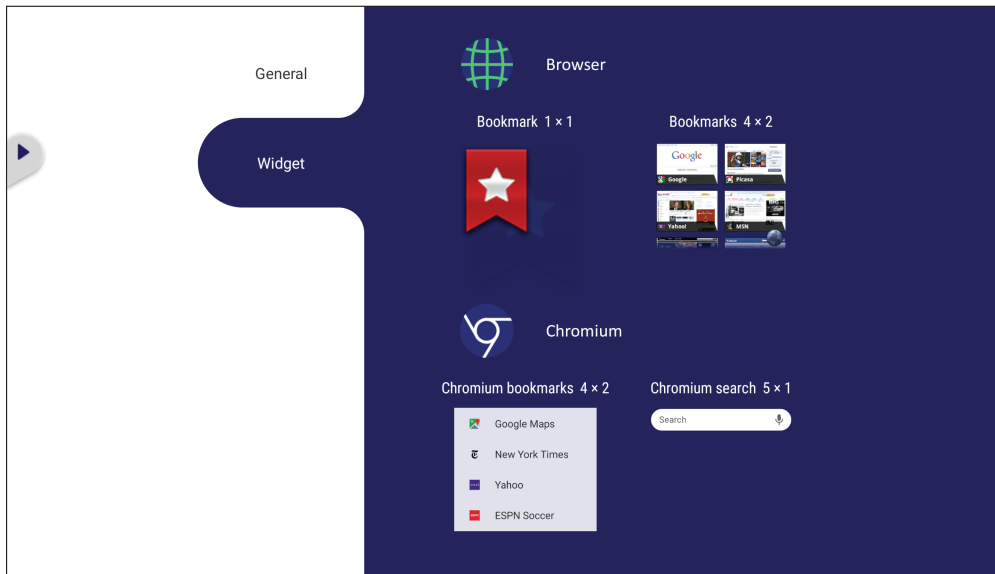 General
Widget
Browser
Bookmark 1 × 1
Bookmarks 4 × 2
Google
Google
Picasa
Yahoo!
MSN
Chromium
Chromium bookmarks 4 × 2
Chromium search 5 × 1
Google Maps
New York Times
Yahoo
ESPN Soccer
Search